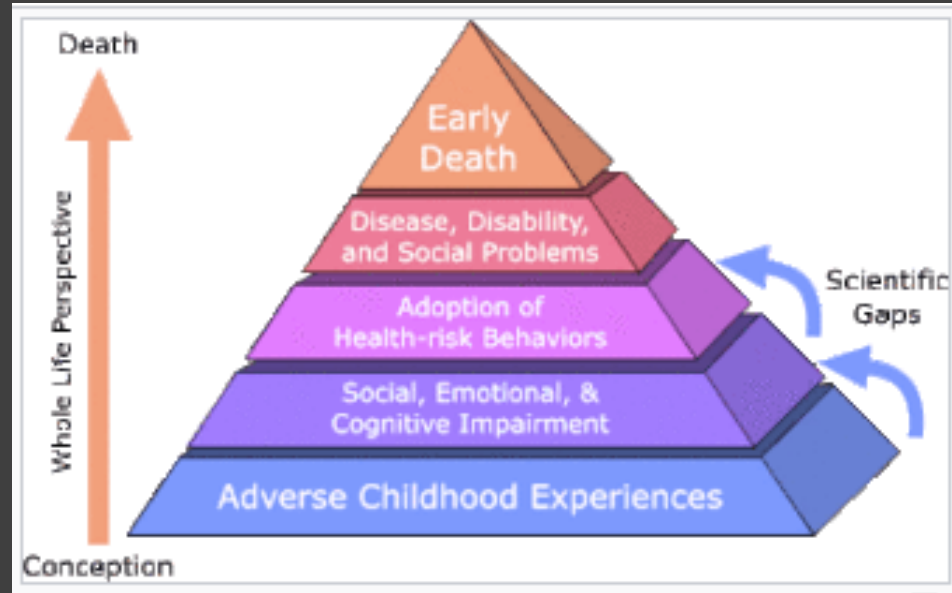 Death
Early
Death
Disease, Disability,
and Social Problems
Adoption of
Health-risk Behaviors
Social, Emotional, &
Cognitive Impairment
Adverse Childhood Experiences
Scientific
Gaps
Whole Life Perspective
Conception